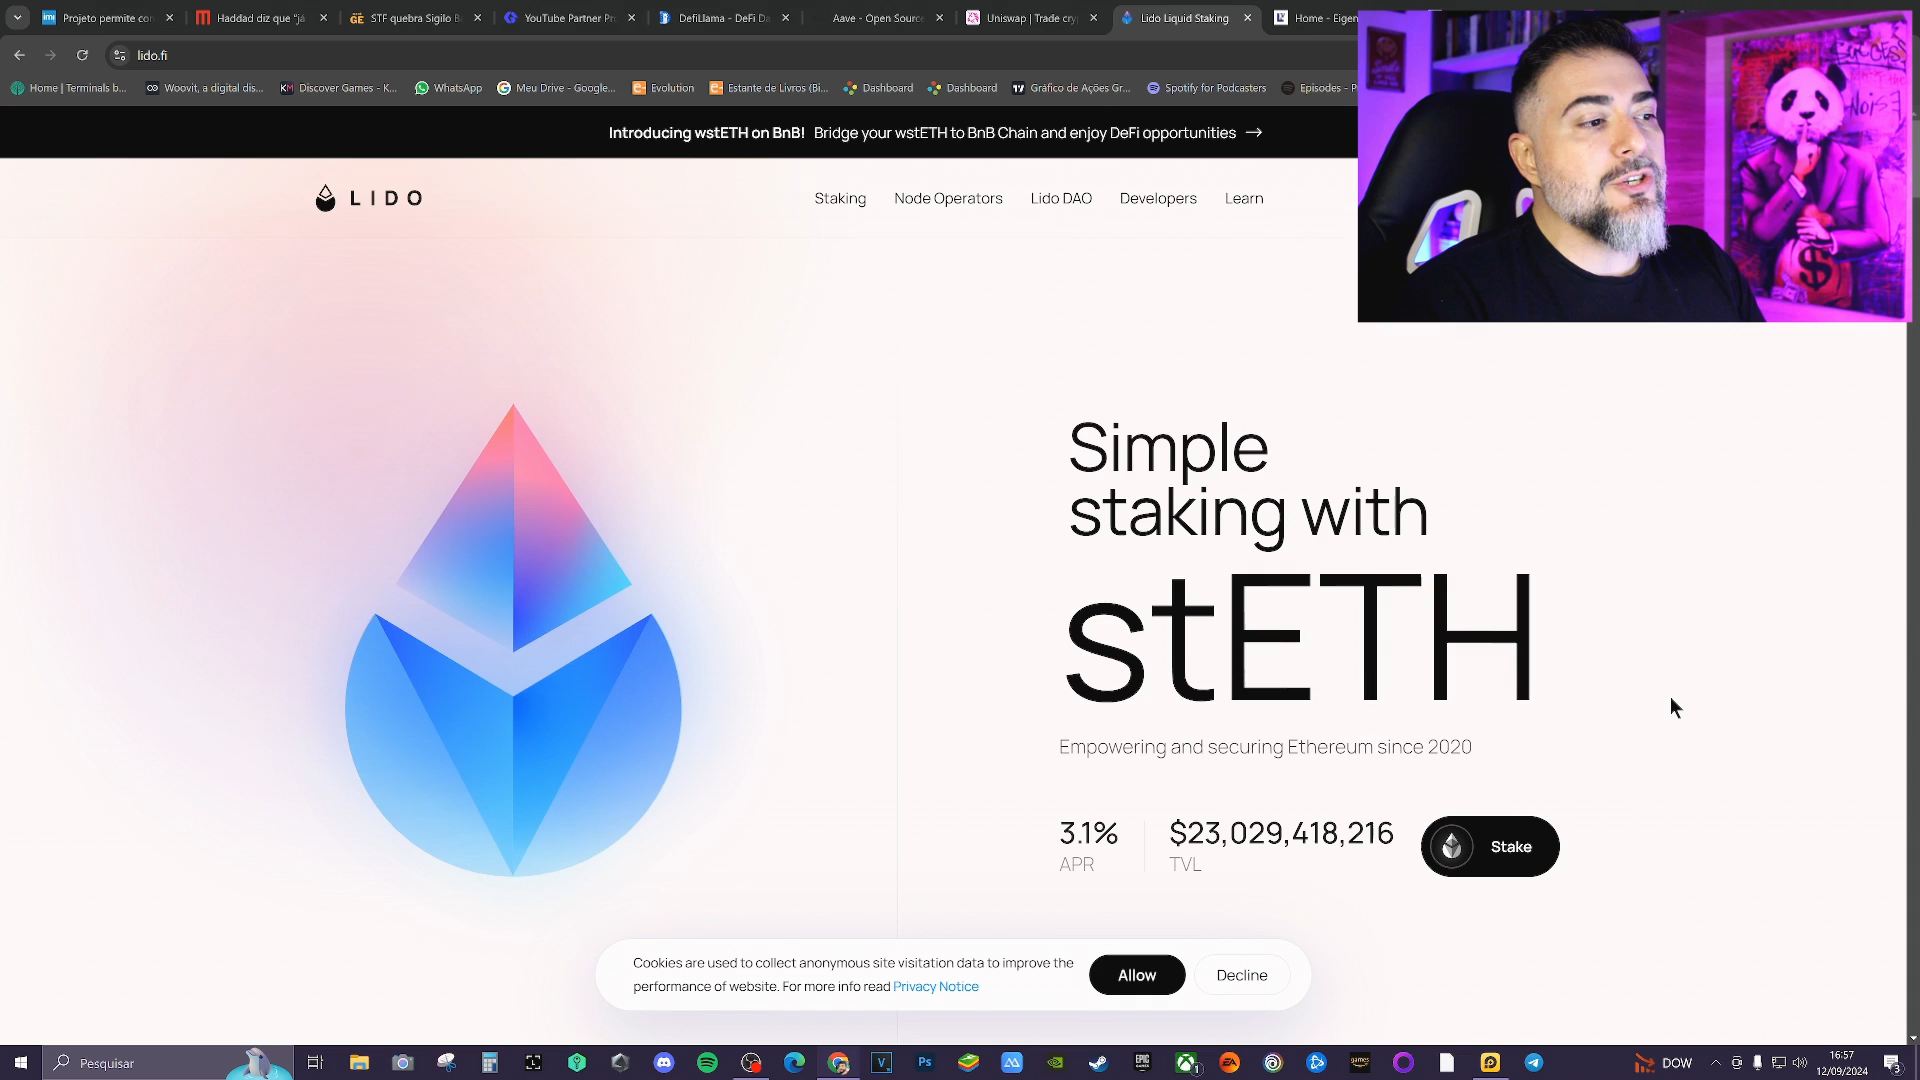 Projeto permite con
Haddad diz que "já
STF quebra Sigilo B
YouTube Partner Pr
DefiLlama - DeFi Da
Aave - Open Source
Uniswap | Trade cry
Lido Liquid Staking
Home - Eigen
lido.fi
Home | Terminals b...
Woovit, a digital dis...
Discover Games - K...
WhatsApp
Meu Drive - Google...
Evolution
Estante de Livros (Bi...
Dashboard
Dashboard
Gráfico de Ações Gr...
Spotify for Podcasters
Episodes - P
Introducing wstETH on BnB! Bridge your wstETH to BnB Chain and enjoy DeFi opportunities →
LIDO
Staking
Node Operators
Lido DAO
Developers
Learn
Simple
staking with
stETH
Empowering and securing Ethereum since 2020
3.1%
APR
$23,029,418,216
TVL
Stake
Cookies are used to collect anonymous site visitation data to improve the
performance of website. For more info read Privacy Notice
Allow
Decline
Pesquisar
DOW
16:57
12/09/2024